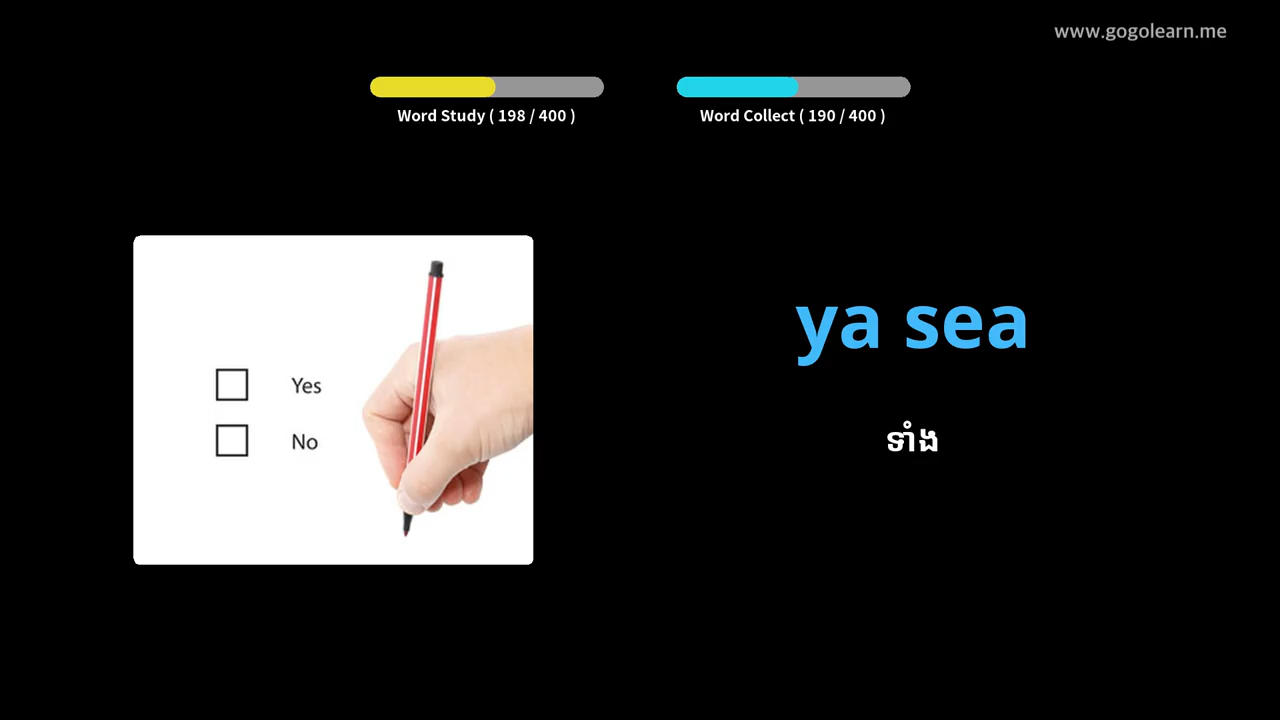 www.gogolearn.me
Word Study ( 198 / 400 )
Word Collect ( 190 / 400 )
Yes
No
ya sea
ទាំង